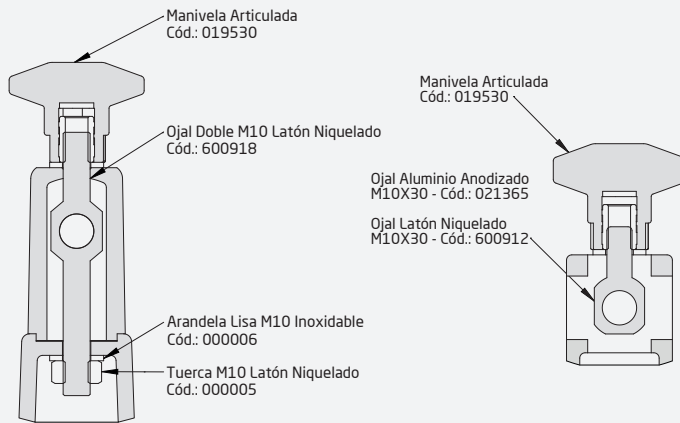 Manivela Articulada
Cód.: 019530
Ojal Doble M10 Latón Niquelado
Cód.: 600918
Arandela Lisa M10 Inoxidable
Cód.: 000006
Tuerca M10 Latón Niquelado
Cód.: 000005
Manivela Articulada
Cód.: 019530
Ojal Aluminio Anodizado
M10X30 - Cód.: 021365
Ojal Latón Niquelado
M10X30 - Cód.: 600912